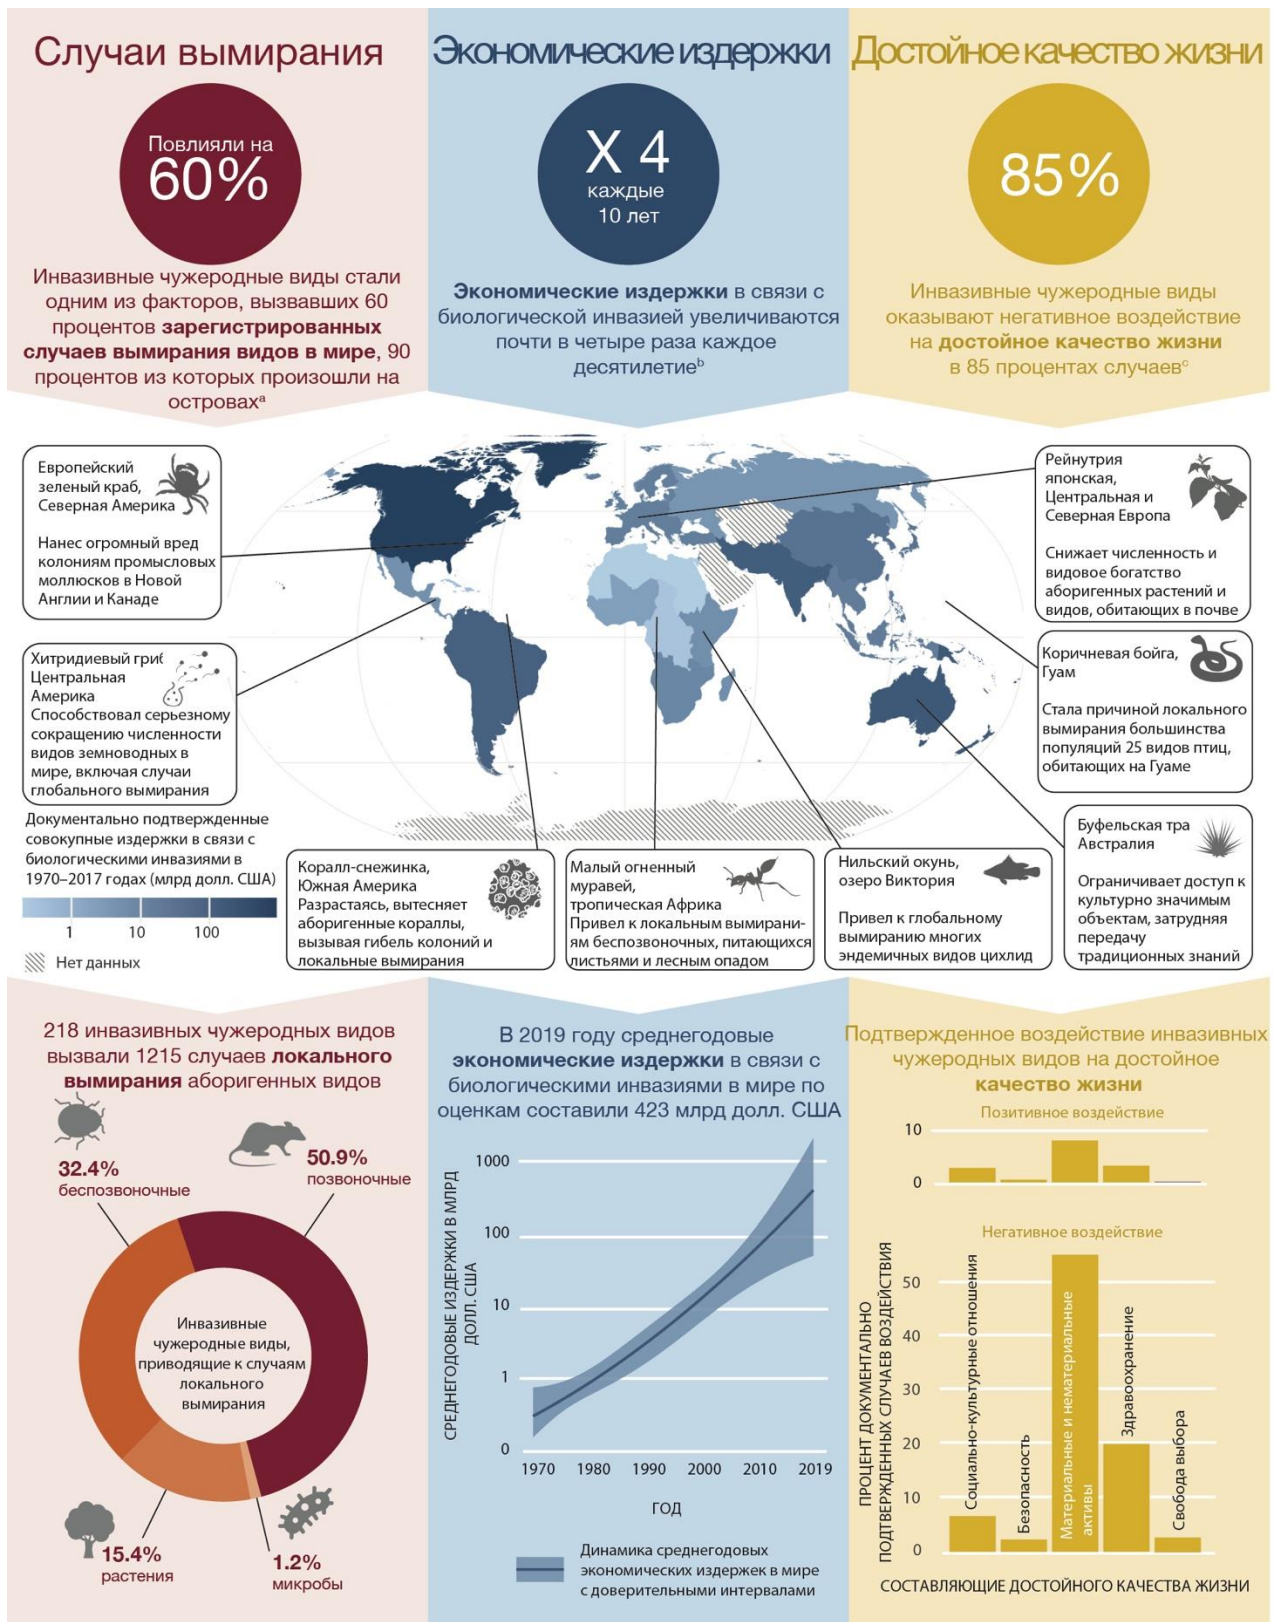 Случаи вымирания
Повлияли на
60%
Инвазивные чужеродные виды стали
одним из факторов, вызвавших 60
процентов зарегистрированных
случаев вымирания видов в мире, 90
процентов из которых произошли на
островахᵃ
Экономические издержки
X 4
каждые
10 лет
Экономические издержки в связи с
биологической инвазией увеличиваются
почти в четыре раза каждое
десятилетиеᵇ
Достойное качество жизни
85%
Инвазивные чужеродные виды
оказывают негативное воздействие
на достойное качество жизни
в 85 процентах случаевᶜ
Европейский
зеленый краб,
Северная Америка
Нанес огромный вред
колониям промысловых
моллюсков в Новой
Англии и Канаде
Хитридиевый гриб
Центральная
Америка
Способствовал серьезному
сокращению численности
видов земноводных в
мире, включая случаи
глобального вымирания
Рейнутрия
японская,
Центральная и
Северная Европа
Снижает численность и
видовое богатство
аборигенных растений и
видов, обитающих в почве
Коричневая бойга,
Гуам
Стала причиной локального
вымирания большинства
популяций 25 видов птиц,
обитающих на Гуаме
Документально подтвержденные
совокупные издержки в связи с
биологическими инвазиями в
1970–2017 годах (млрд долл. США)
1 10 100
Нет данных
Коралл-снежинка,
Южная Америка
Разрастаясь, вытесняет
аборигенные кораллы,
вызывая гибель колоний и
локальные вымирания
Малый огненный
муравей,
тропическая Африка
Привел к локальным вымирани-
ям беспозвоночных, питающихся
листьями и лесным опадом
Нильский окунь,
озеро Виктория
Привел к глобальному
вымиранию многих
эндемичных видов цихлид
Буфельская тра
Австралия
Ограничивает доступ к
культурно значимым
объектам, затрудняя
передачу
традиционных знаний
218 инвазивных чужеродных видов
вызвали 1215 случаев локального
вымирания аборигенных видов
32.4%
беспозвоночные
50.9%
позвоночные
Инвазивные
чужеродные виды,
приводящие к случаям
локального
вымирания
15.4%
растения
1.2%
микробы
В 2019 году среднегодовые
экономические издержки в связи с
биологическими инвазиями в мире по
оценкам составили 423 млрд долл. США
СРЕДНЕГОДОВЫЕ ИЗДЕРЖКИ В МЛРД
ДОЛЛ. США
1000
100
10
1
0
1970 1980 1990 2000 2010 2019
ГОД
Динамика среднегодовых
экономических издержек в мире
с доверительными интервалами
Подтвержденное воздействие инвазивных
чужеродных видов на достойное
качество жизни
Позитивное воздействие
10
0
Негативное воздействие
ПРОЦЕНТ ДОКУМЕНТАЛЬНО
ПОДТВЕРЖДЕННЫХ СЛУЧАЕВ ВОЗДЕЙСТВИЯ
50
40
30
20
10
0
Социально-культурные отношения
Безопасность
Материальные и нематериальные
активы
Здравоохранение
Свобода выбора
СОСТАВЛЯЮЩИЕ ДОСТОЙНОГО КАЧЕСТВА ЖИЗНИ